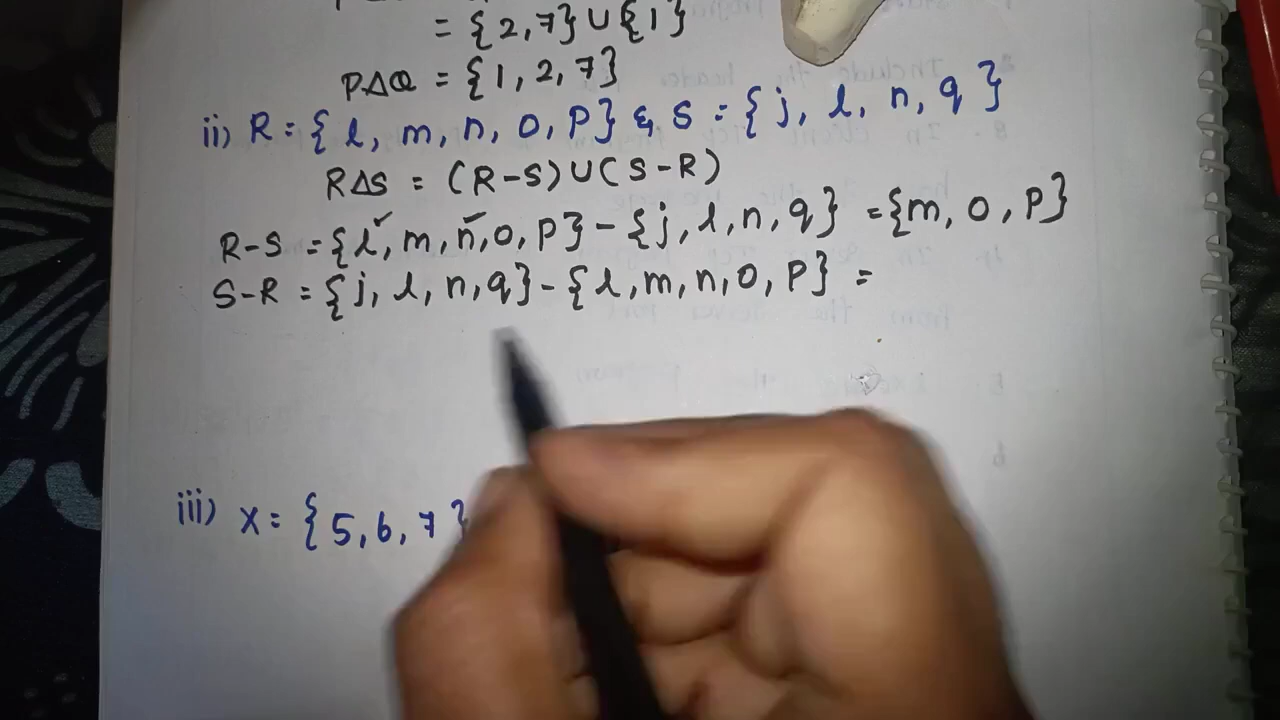 = {2,7} ∪ {1}
P∆Q = {1, 2, 7}
ii) R = { l, m, n, o, p } & S = { j, l, n, q }
R∆S = (R-S) ∪ (S-R)
R-S = { l, m, n, o, p } - { j, l, n, q } = { m, o, p }
S-R = { j, l, n, q } - { l, m, n, o, p } =
iii) X = { 5, 6, 7 }